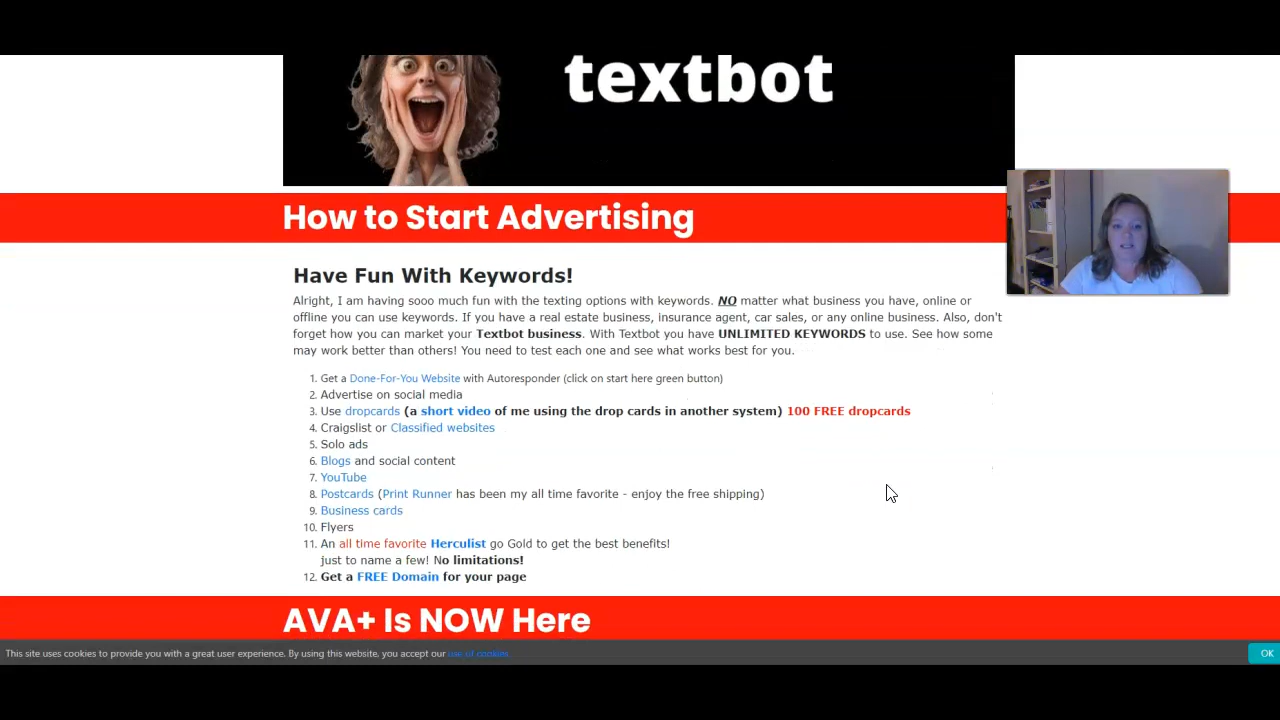 textbot
How to Start Advertising
Have Fun With Keywords!
Alright, I am having sooo much fun with the texting options with keywords. NO matter what business you have, online or
offline you can use keywords. If you have a real estate business, insurance agent, car sales, or any online business. Also, don't
forget how you can market your Textbot business. With Textbot you have UNLIMITED KEYWORDS to use. See how some
may work better than others! You need to test each one and see what works best for you.
1. Get a Done-For-You Website with Autoresponder (click on start here green button)
2. Advertise on social media
3. Use dropcards (a short video of me using the drop cards in another system) 100 FREE dropcards
4. Craigslist or Classified websites
5. Solo ads
6. Blogs and social content
7. YouTube
8. Postcards (Print Runner has been my all time favorite - enjoy the free shipping)
9. Business cards
10. Flyers
11. An all time favorite Herculist go Gold to get the best benefits!
just to name a few! No limitations!
12. Get a FREE Domain for your page
AVA+ Is NOW Here
This site uses cookies to provide you with a great user experience. By using this website, you accept our use of cookies.
OK